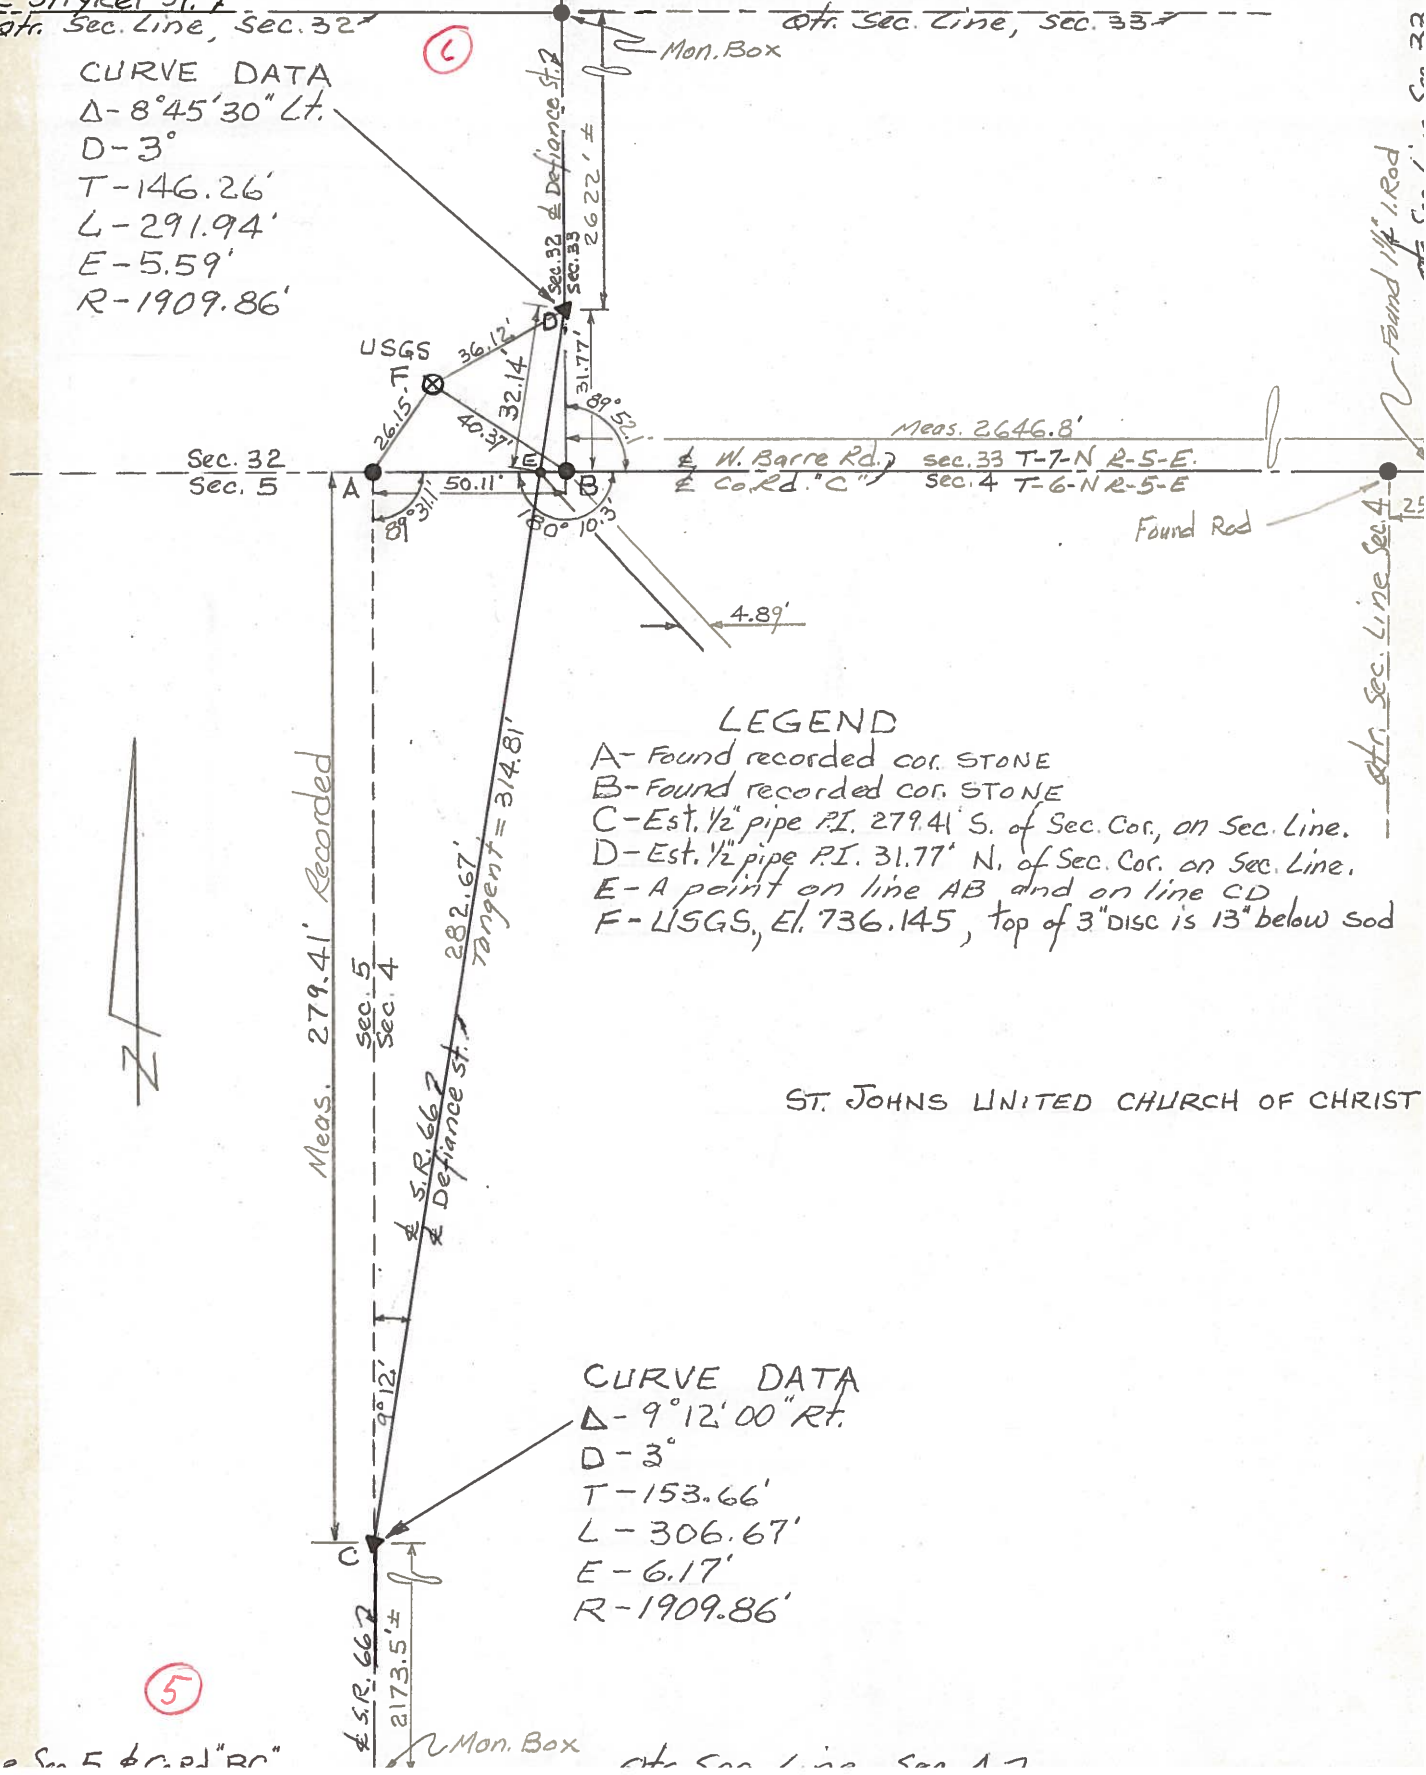 Stryker St.
Qtr. Sec. Line, Sec. 32
Qtr. Sec. Line, Sec. 33
6
Mon. Box
CURVE DATA
Δ-8°45'30" Lt.
D-3°
T-146.26'
L-291.94'
E-5.59'
R-1909.86'
Sec. 32 ℄ Defiance St.
Sec. 33
2622' ±
Found 1¼" I. Rod
D
USGS
36.12'
32.14'
31.77'
26.15
40.37'
89°52.1'
Meas. 2646.8'
Sec. 32
Sec. 5
A
50.11'
E
B
89°31.1'
180° 10.3'
℄ W. Barre Rd. Sec. 33 T-7-N R-5-E.
℄ Co. Rd. "C" Sec. 4 T-6-N R-5-E
Found Rod
25
Qtr. Sec. Line Sec. 4
4.89'
LEGEND
A- Found recorded cor. STONE
B- Found recorded cor. STONE
C- Est. ½" pipe P.I. 279.41' S. of Sec. Cor., on Sec. Line.
D- Est. ½" pipe P.I. 31.77' N. of Sec. Cor. on Sec. Line.
E- A point on line AB and on line CD
F- USGS, El. 736.145, top of 3" DISC is 13" below sod
Meas. 279.41' Recorded
Sec. 5
Sec. 4
282.67'
Tangent = 314.81'
℄ S.R. 66
℄ Defiance St.
Z
ST. JOHNS UNITED CHURCH OF CHRIST
9°12'
CURVE DATA
Δ- 9°12'00" Rt.
D-3°
T-153.66'
L-306.67'
E-6.17'
R-1909.86'
C
℄ S.R. 66
2173.5' ±
5
Mon. Box